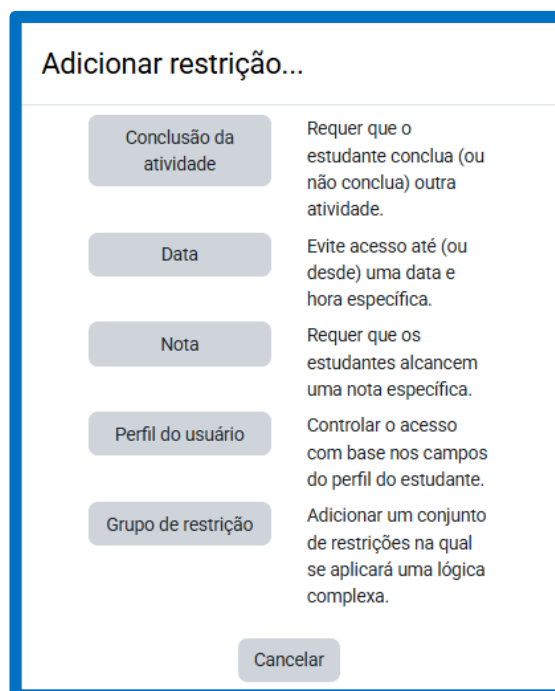 Adicionar restrição...
Conclusão da
atividade
Requer que o
estudante conclua (ou
não conclua) outra
atividade.
Data
Evite acesso até (ou
desde) uma data e
hora específica.
Nota
Requer que os
estudantes alcancem
uma nota específica.
Perfil do usuário
Controlar o acesso
com base nos campos
do perfil do estudante.
Grupo de restrição
Adicionar um conjunto
de restrições na qual
se aplicará uma lógica
complexa.
Cancelar